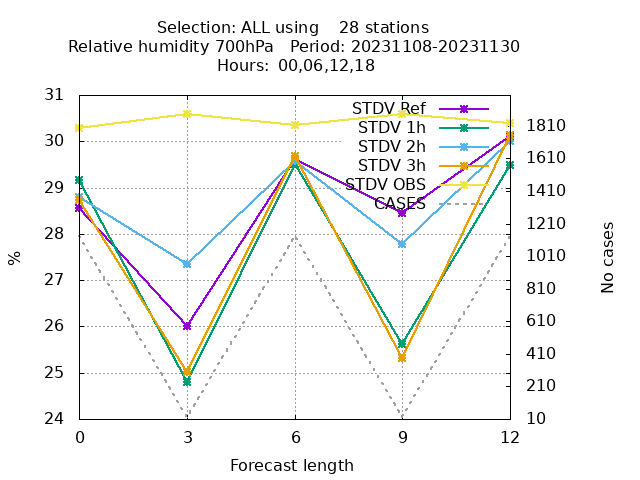 Selection: ALL using    28 stations
Relative humidity 700hPa   Period: 20231108-20231130
Hours:  00,06,12,18
31
30
29
28
27
26
25
24
%
STDV Ref
STDV 1h
STDV 2h
STDV 3h
STDV OBS
CASES
1810
1610
1410
1210
1010
810
610
410
210
10
No cases
0 3 6 9 12
Forecast length